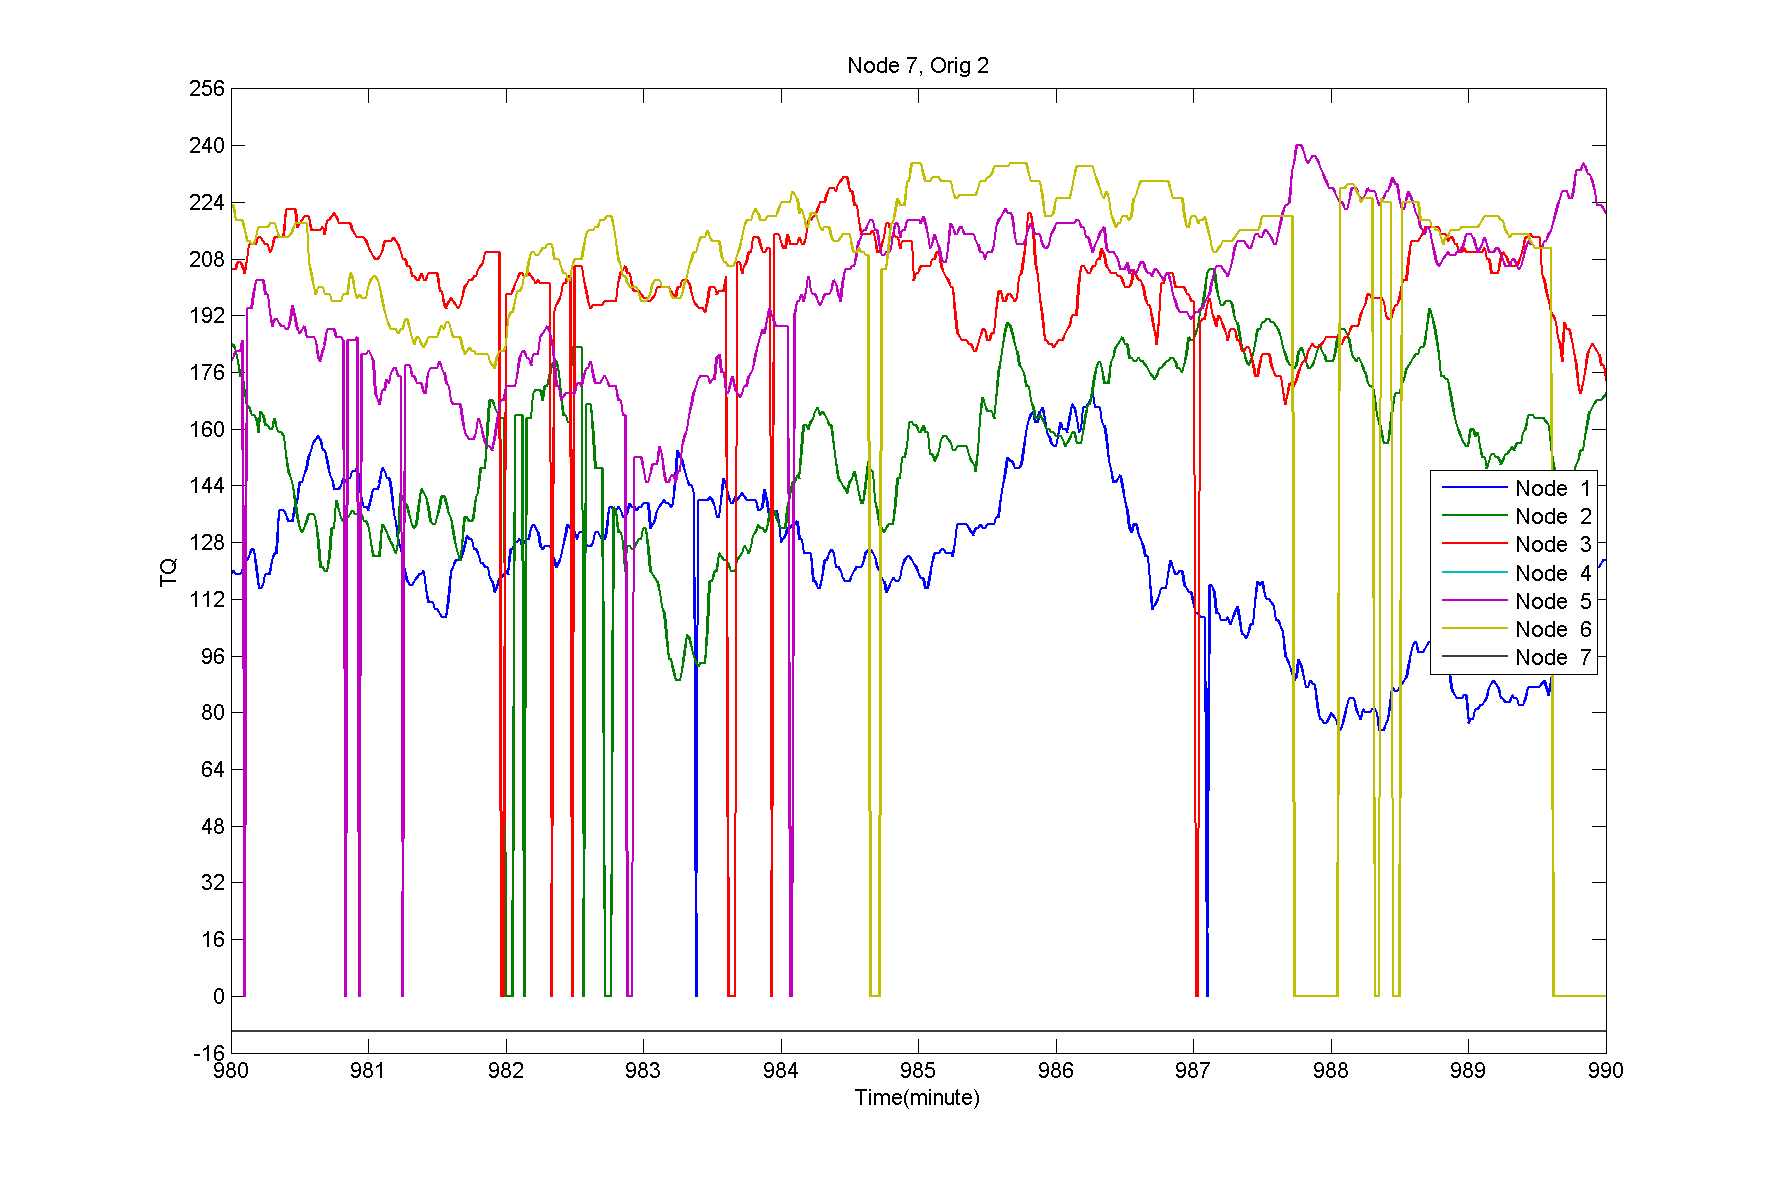 Node 7, Orig 2
256
240
224
208
192
176
160
144
128
112
96
80
64
48
32
16
0
-16
TQ
Node 1
Node 2
Node 3
Node 4
Node 5
Node 6
Node 7
980 981 982 983 984 985 986 987 988 989 990
Time(minute)